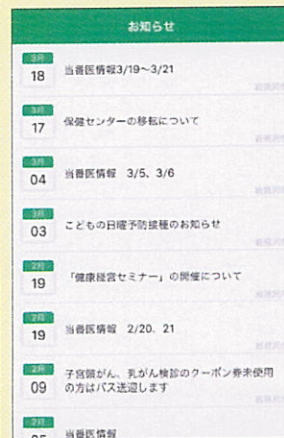 お知らせ
3月
18
当番医情報3/19～3/21
3月
17
保健センターの移転について
3月
04
当番医情報 3/5、3/6
3月
03
こどもの日曜予防接種のお知らせ
2月
19
「健康経営セミナー」の開催について
2月
19
当番医情報 2/20、21
2月
09
子宮頸がん、乳がん検診のクーポン券未使用
の方はバス送迎します
2月
05
当番医情報